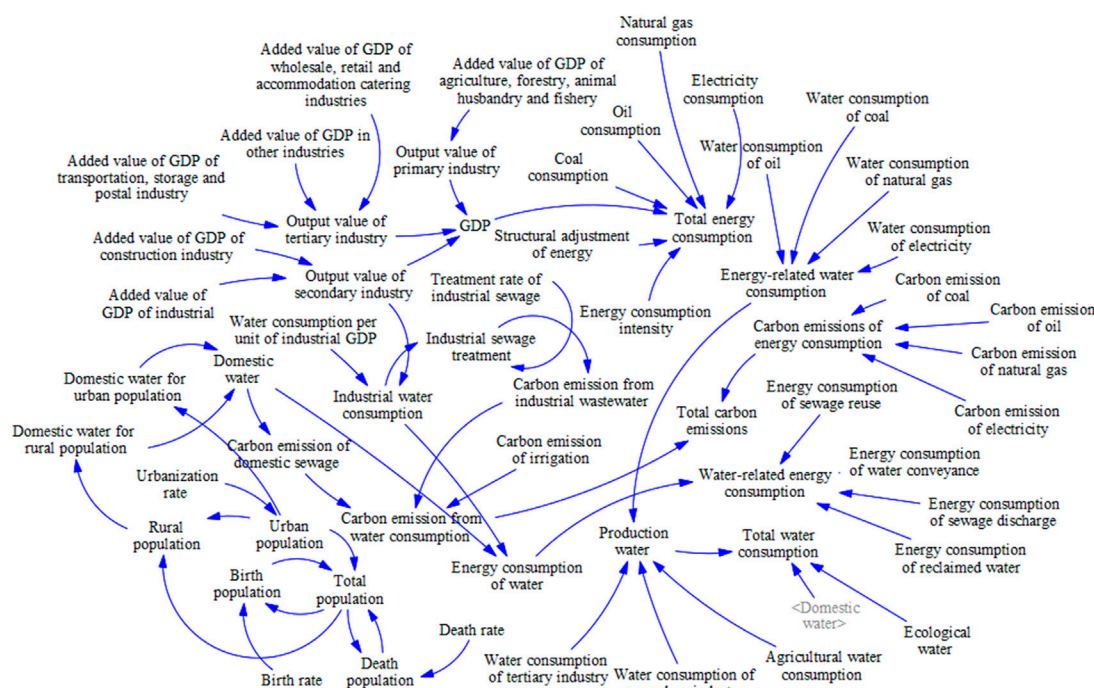 Natural gas
consumption
Added value of GDP of
wholesale, retail and
accommodation catering
industries
Added value of GDP of
agriculture, forestry, animal
husbandry and fishery
Electricity
consumption
Water consumption
of coal
Oil
consumption
Added value of GDP in
other industries
Output value of
primary industry
Water consumption
of oil
Added value of GDP of
transportation, storage and
postal industry
Coal
consumption
Water consumption
of natural gas
Output value of
tertiary industry
GDP
Total energy
consumption
Structural adjustment
of energy
Water consumption
of electricity
Added value of GDP of
construction industry
Output value of
secondary industry
Treatment rate of
industrial sewage
Energy-related water
consumption
Carbon emission
of coal
Added value of
GDP of industrial
Energy consumption
intensity
Carbon emission
of oil
Water consumption per
unit of industrial GDP
Industrial sewage
treatment
Carbon emissions of
energy consumption
Domestic
water
Carbon emission
of natural gas
Domestic water for
urban population
Industrial water
consumption
Carbon emission from
industrial wastewater
Energy consumption
of sewage reuse
Total carbon
emissions
Carbon emission
of electricity
Domestic water for
rural population
Carbon emission of
domestic sewage
Carbon emission
of irrigation
Energy consumption
of water conveyance
Water-related energy
consumption
Urbanization
rate
Energy consumption
of sewage discharge
Rural
population
Urban
population
Carbon emission from
water consumption
Production
water
Total water
consumption
Energy consumption
of reclaimed water
Birth
population
Total
population
Energy consumption
of water
<Domestic
water>
Death rate
Ecological
water
Birth rate
Death
population
Water consumption
of tertiary industry
Water consumption of
Agricultural water
consumption